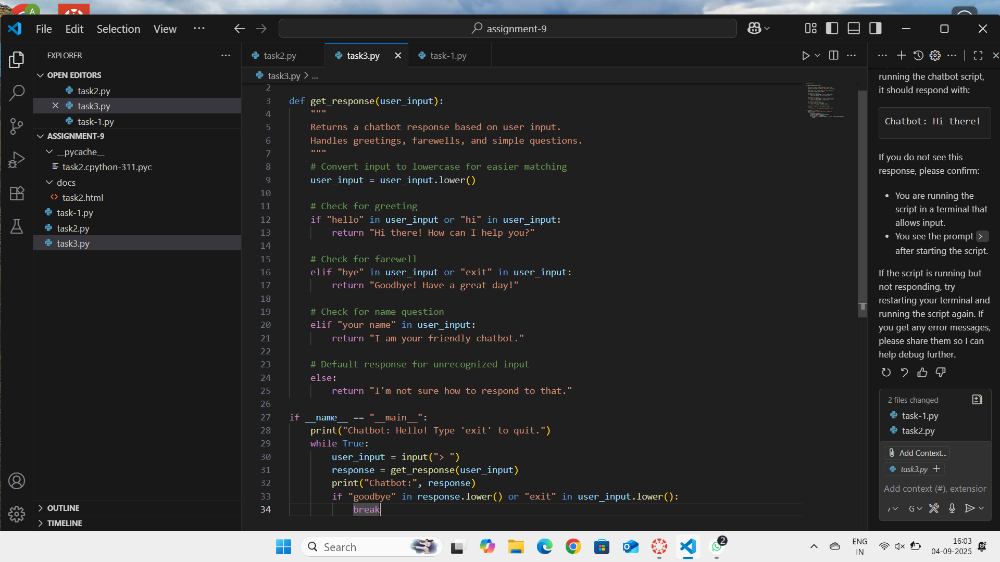 A
File Edit Selection View ...
assignment-9
EXPLORER
OPEN EDITORS
task2.py
task3.py
task-1.py
ASSIGNMENT-9
__pycache__
task2.cpython-311.pyc
docs
task2.html
task-1.py
task2.py
task3.py
OUTLINE
TIMELINE
task2.py
task3.py
task-1.py
task3.py > ...
2
3 def get_response(user_input):
4 """
5 Returns a chatbot response based on user input.
6 Handles greetings, farewells, and simple questions.
7 """
8 # Convert input to lowercase for easier matching
9 user_input = user_input.lower()
10
11 # Check for greeting
12 if "hello" in user_input or "hi" in user_input:
13 return "Hi there! How can I help you?"
14
15 # Check for farewell
16 elif "bye" in user_input or "exit" in user_input:
17 return "Goodbye! Have a great day!"
18
19 # Check for name question
20 elif "your name" in user_input:
21 return "I am your friendly chatbot."
22
23 # Default response for unrecognized input
24 else:
25 return "I'm not sure how to respond to that."
26
27 if __name__ == "__main__":
28 print("Chatbot: Hello! Type 'exit' to quit.")
29 while True:
30 user_input = input("> ")
31 response = get_response(user_input)
32 print("Chatbot:", response)
33 if "goodbye" in response.lower() or "exit" in user_input.lower():
34 break
running the chatbot script,
it should respond with:
Chatbot: Hi there!
If you do not see this
response, please confirm:
• You are running the
script in a terminal that
allows input.
• You see the prompt >
after starting the script.
If the script is running but
not responding, try
restarting your terminal and
running the script again. If
you get any error messages,
please share them so I can
help debug further.
2 files changed
task-1.py
task2.py
Add Context...
task3.py +
Add context (#), extension
G
Search
2
ENG
IN
16:03
04-09-2025